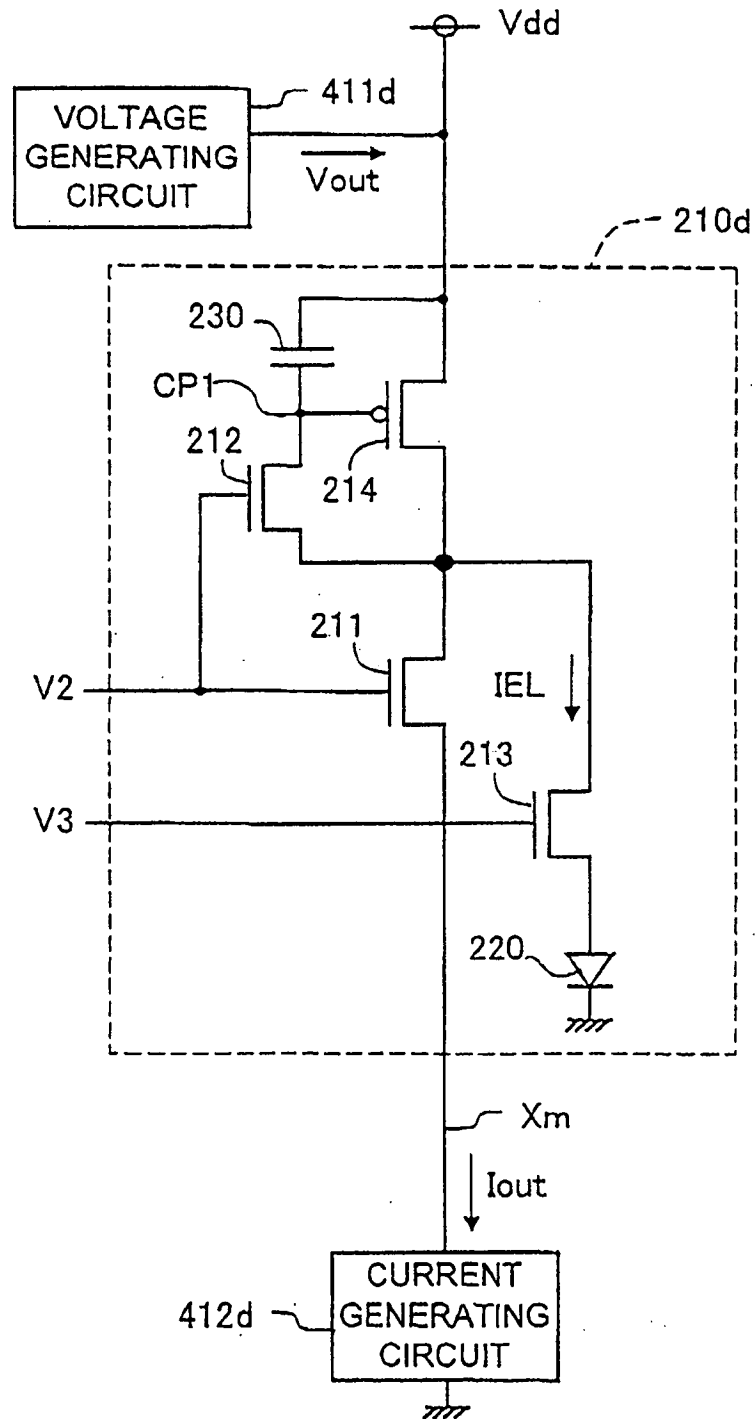 Vdd
411d
VOLTAGE
GENERATING
CIRCUIT
Vout
210d
230
CP1
212
214
211
V2
IEL
213
V3
220
Xm
Iout
CURRENT
GENERATING
CIRCUIT
412d